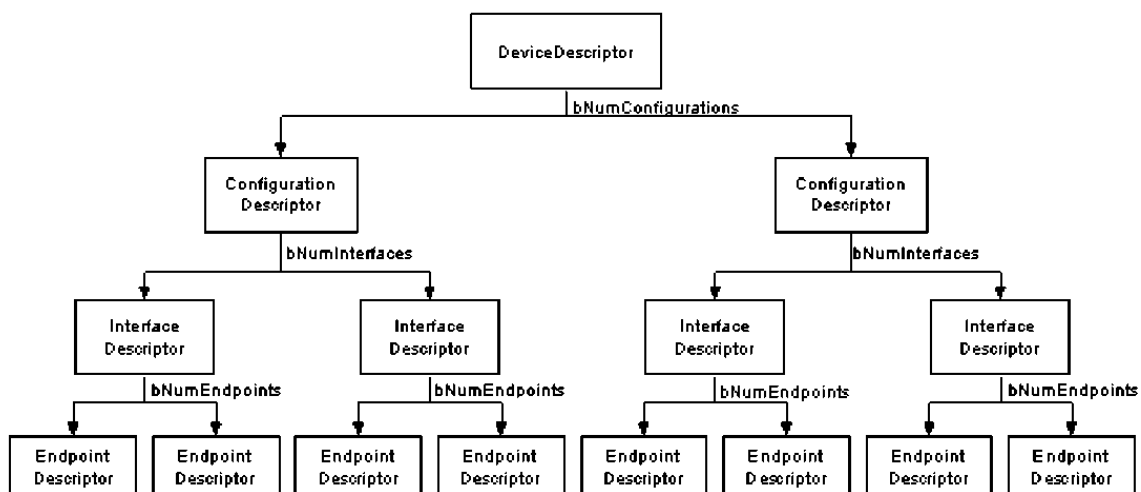 DeviceDescriptor
bNumConfigurations
Configuration
Descriptor
Configuration
Descriptor
bNumInterfaces
bNumInterfaces
Interface
Descriptor
Interface
Descriptor
Interface
Descriptor
Interface
Descriptor
bNumEndpoints
bNumEndpoints
bNumEndpoints
bNumEndpoints
Endpoint
Descriptor
Endpoint
Descriptor
Endpoint
Descriptor
Endpoint
Descriptor
Endpoint
Descriptor
Endpoint
Descriptor
Endpoint
Descriptor
Endpoint
Descriptor